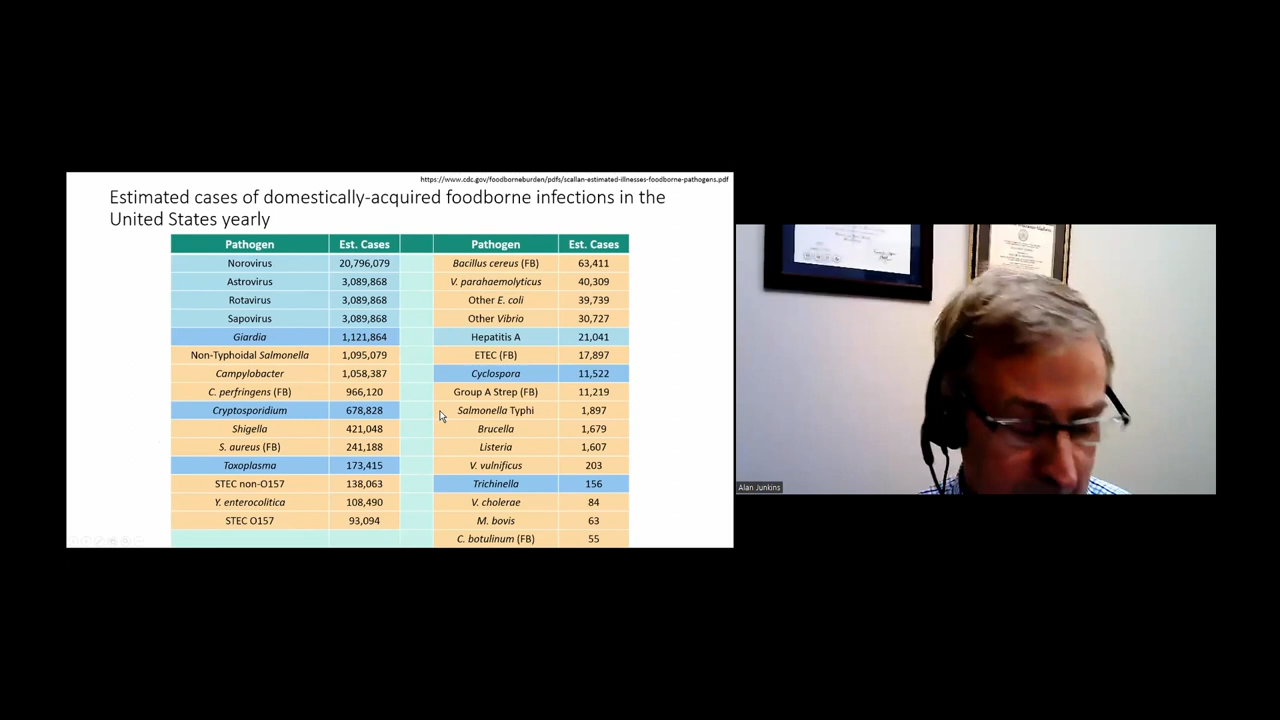 https://www.cdc.gov/foodborneburden/pdfs/scallan-estimated-illnesses-foodborne-pathogens.pdf
Estimated cases of domestically-acquired foodborne infections in the
United States yearly
Pathogen Est. Cases Pathogen Est. Cases
Norovirus 20,796,079 Bacillus cereus (FB) 63,411
Astrovirus 3,089,868 V. parahaemolyticus 40,309
Rotavirus 3,089,868 Other E. coli 39,739
Sapovirus 3,089,868 Other Vibrio 30,727
Giardia 1,121,864 Hepatitis A 21,041
Non-Typhoidal Salmonella 1,095,079 ETEC (FB) 17,897
Campylobacter 1,058,387 Cyclospora 11,522
C. perfringens (FB) 966,120 Group A Strep (FB) 11,219
Cryptosporidium 678,828 Salmonella Typhi 1,897
Shigella 421,048 Brucella 1,679
S. aureus (FB) 241,188 Listeria 1,607
Toxoplasma 173,415 V. vulnificus 203
STEC non-O157 138,063 Trichinella 156
Y. enterocolitica 108,490 V. cholerae 84
STEC O157 93,094 M. bovis 63
C. botulinum (FB) 55
Alan Junkins